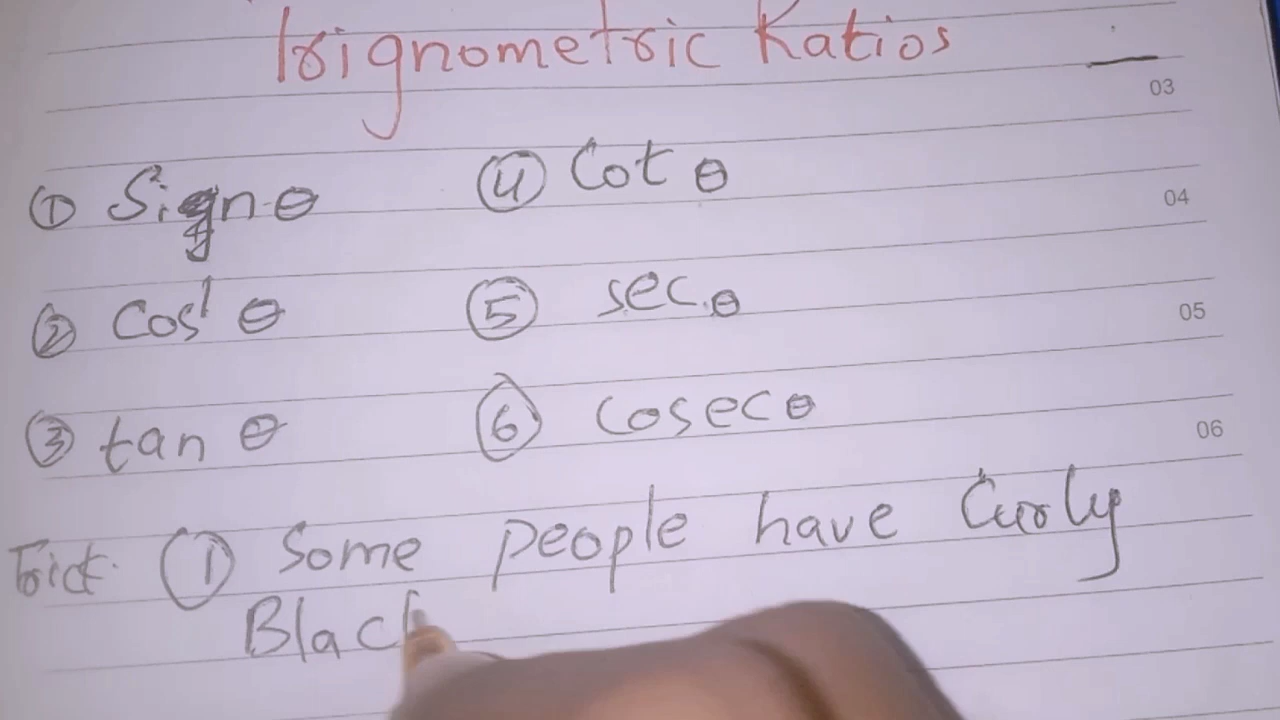 Trignometric Ratios
03
① Sign θ ④ Cot θ
04
② Cos θ ⑤ sec θ
05
③ tan θ ⑥ cosec θ
06
Trick ① Some people have Curly
Black